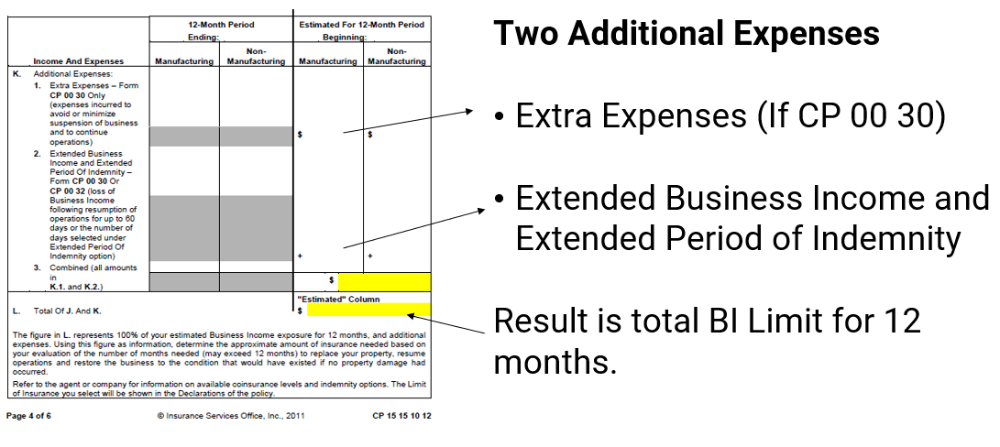 12-Month Period
Ending:
Estimated For 12-Month Period
Beginning:
Income And Expenses
Manufacturing
Non-
Manufacturing
Manufacturing
Non-
Manufacturing
K. Additional Expenses:
1. Extra Expenses – Form
CP 00 30 Only
(expenses incurred to
avoid or minimize
suspension of business
and to continue
operations)
$ $
2. Extended Business
Income and Extended
Period Of Indemnity –
Form CP 00 30 Or
CP 00 32 (loss of
Business Income
following resumption of
operations for up to 60
days or the number of
days selected under
Extended Period Of
Indemnity option)
+ +
3. Combined (all amounts
in
K.1. and K.2.)
$
"Estimated" Column
L. Total Of J. And K.
$
The figure in L. represents 100% of your estimated Business Income exposure for 12 months, and additional
expenses. Using this figure as information, determine the approximate amount of insurance needed based on
your evaluation of the number of months needed (may exceed 12 months) to replace your property, resume
operations and restore the business to the condition that would have existed if no property damage had
occurred.
Refer to the agent or company for information on available coinsurance levels and indemnity options. The Limit
of Insurance you select will be shown in the Declarations of the policy.
Page 4 of 6 © Insurance Services Office, Inc., 2011 CP 15 15 10 12
Two Additional Expenses
• Extra Expenses (If CP 00 30)
• Extended Business Income and
Extended Period of Indemnity
Result is total BI Limit for 12
months.